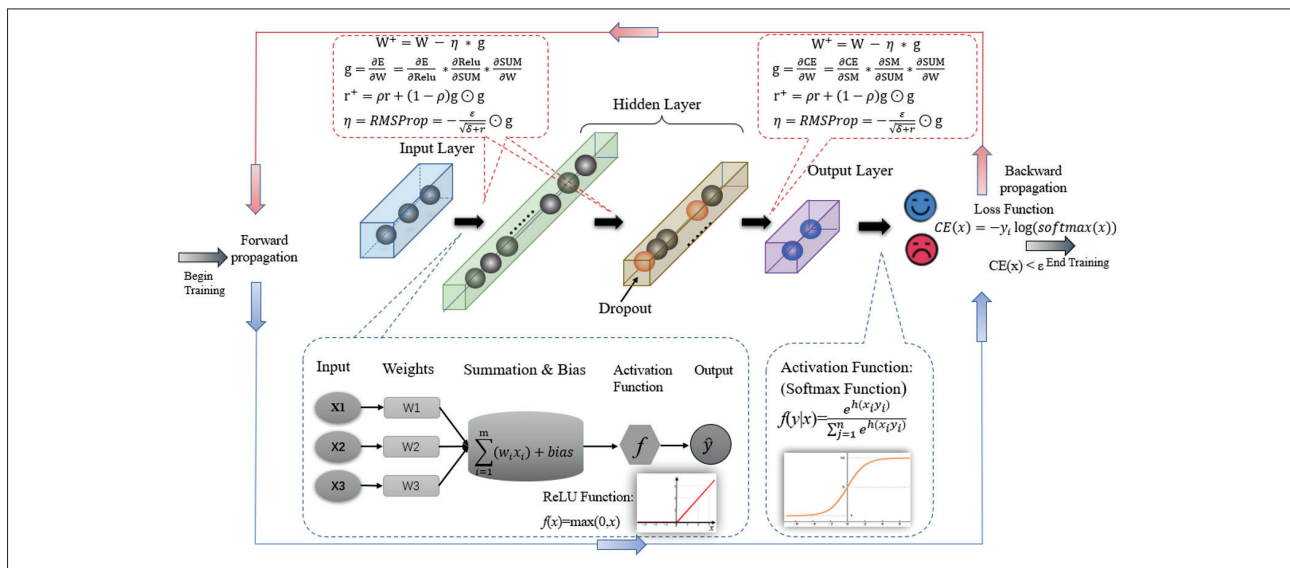 W⁺ = W − η * g
g = ∂E/∂W = ∂E/∂Relu * ∂Relu/∂SUM * ∂SUM/∂W
r⁺ = ρr + (1 − ρ)g ⊙ g
η = RMSProp = − ε/√(δ+r) ⊙ g
W⁺ = W − η * g
g = ∂CE/∂W = ∂CE/∂SM * ∂SM/∂SUM * ∂SUM/∂W
r⁺ = ρr + (1 − ρ)g ⊙ g
η = RMSProp = − ε/√(δ+r) ⊙ g
Hidden Layer
Input Layer
Output Layer
Backward
propagation
Loss Function
CE(x) = −yᵢ log(softmax(x))
CE(x) < ε
End Training
Forward
propagation
Begin
Training
Dropout
Input
Weights
Summation & Bias
Activation
Function
Output
X1
W1
X2
W2
X3
W3
∑ᵢ₌₁ᵐ (wᵢxᵢ) + bias
f
ŷ
ReLU Function:
f(x)=max(0,x)
x
Activation Function:
(Softmax Function)
f(y|x)= e^h(xᵢyᵢ) / ∑ⱼ₌₁ⁿ e^h(xᵢyᵢ)